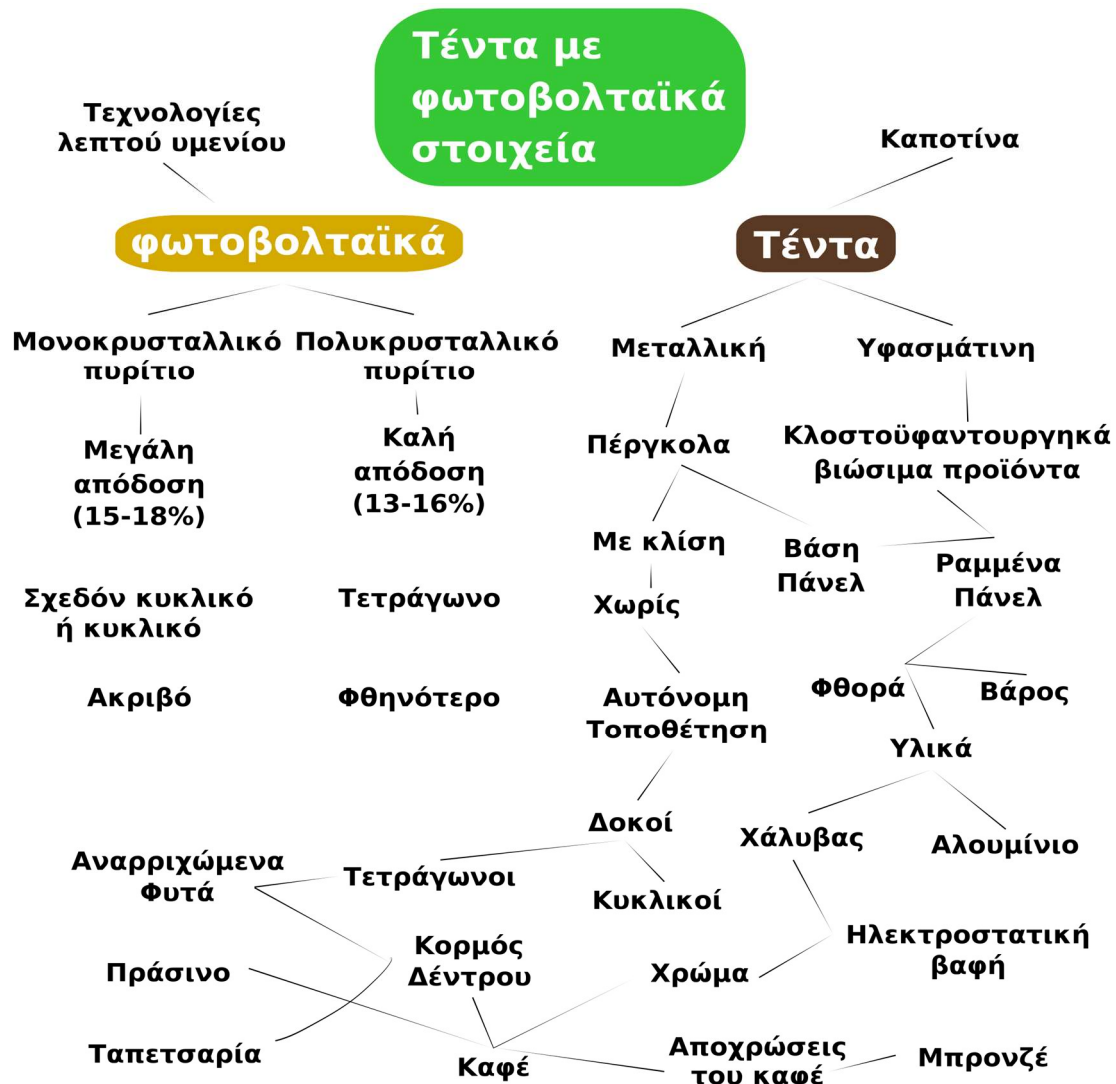 Τέντα με
φωτοβολταϊκά
στοιχεία
Τεχνολογίες
λεπτού υμενίου
Καποτίνα
φωτοβολταϊκά
Τέντα
Μονοκρυσταλλικό
πυρίτιο
Πολυκρυσταλλικό
πυρίτιο
Μεταλλική
Υφασμάτινη
Μεγάλη
απόδοση
(15-18%)
Καλή
απόδοση
(13-16%)
Πέργκολα
Κλοστοϋφαντουργηκά
βιώσιμα προϊόντα
Με κλίση
Βάση
Πάνελ
Ραμμένα
Πάνελ
Σχεδόν κυκλικό
ή κυκλικό
Τετράγωνο
Χωρίς
Ακριβό
Φθηνότερο
Αυτόνομη
Τοποθέτηση
Φθορά
Βάρος
Υλικά
Δοκοί
Χάλυβας
Αλουμίνιο
Αναρριχώμενα
Φυτά
Τετράγωνοι
Κυκλικοί
Πράσινο
Κορμός
Δέντρου
Χρώμα
Ηλεκτροστατική
βαφή
Ταπετσαρία
Καφέ
Αποχρώσεις
του καφέ
Μπρονζέ